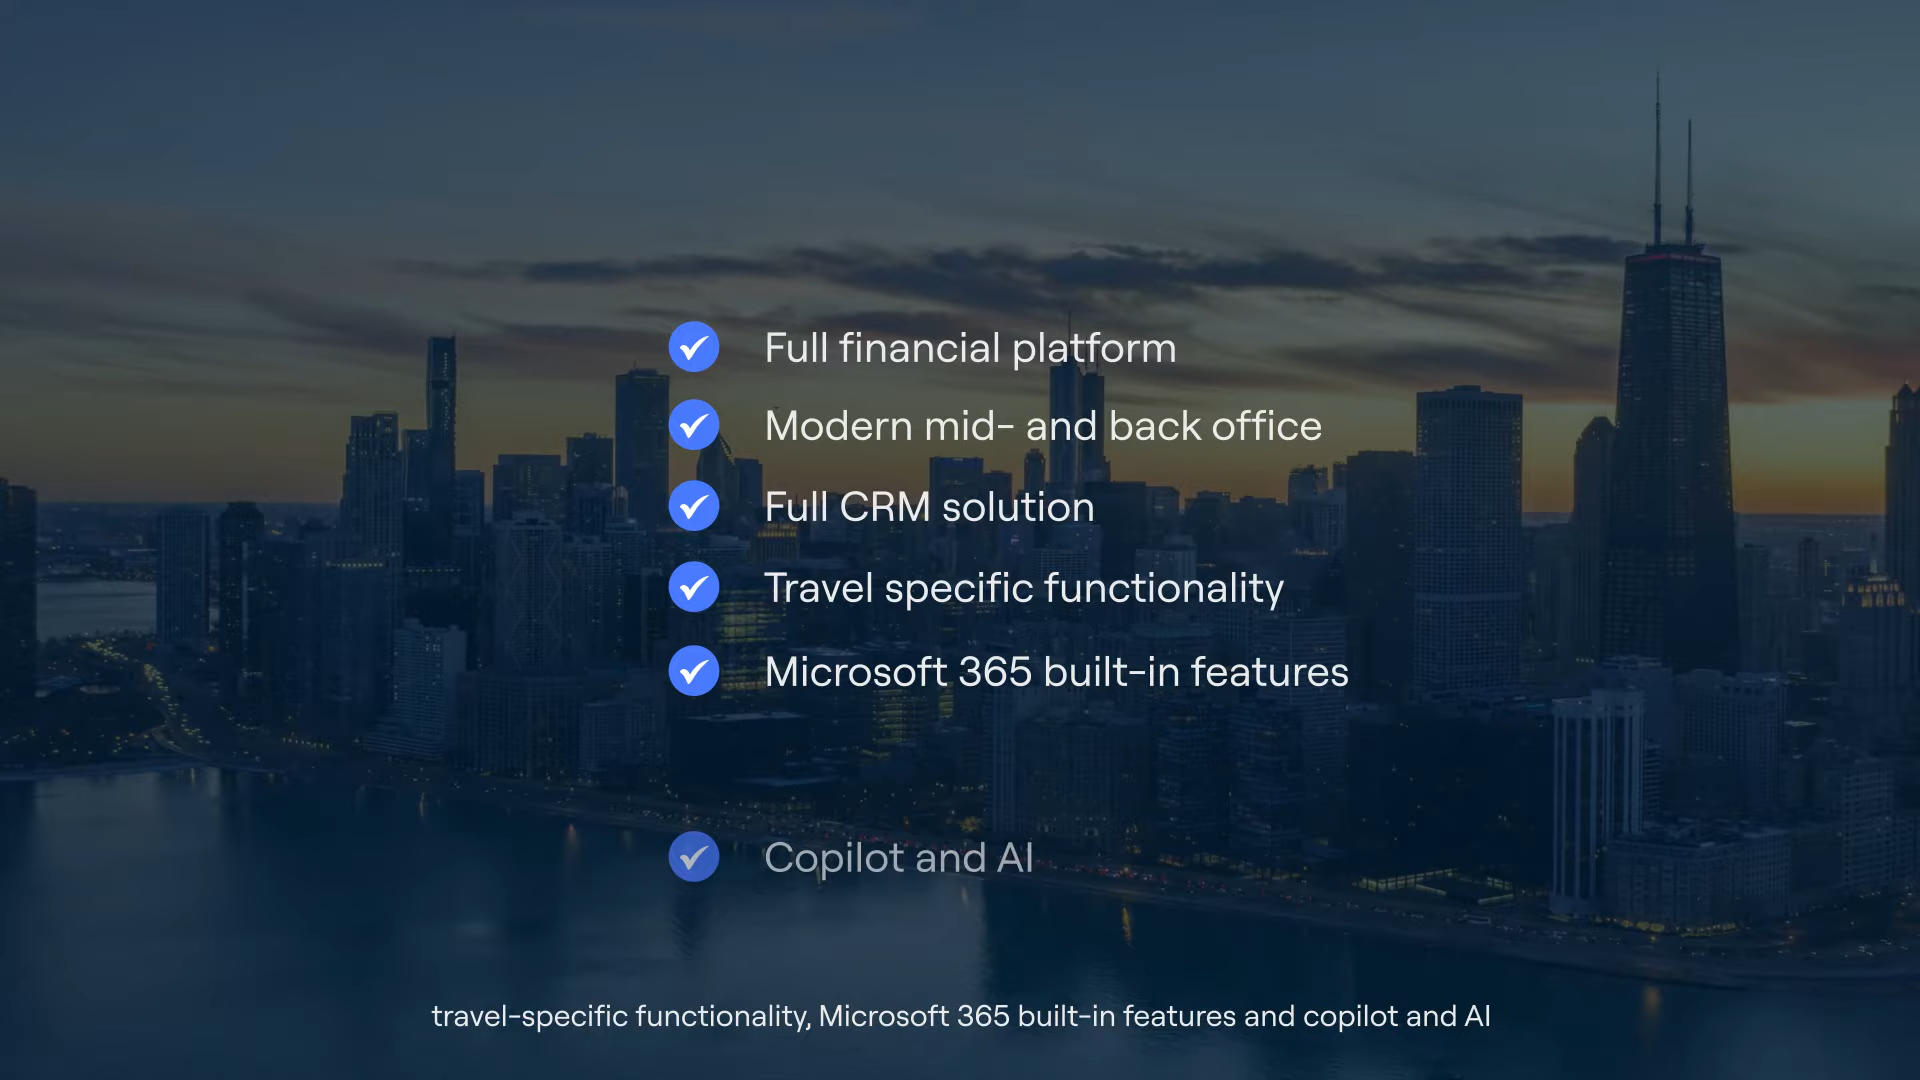 Full financial platform
Modern mid- and back office
Full CRM solution
Travel specific functionality
Microsoft 365 built-in features
Copilot and AI
travel-specific functionality, Microsoft 365 built-in features and copilot and AI